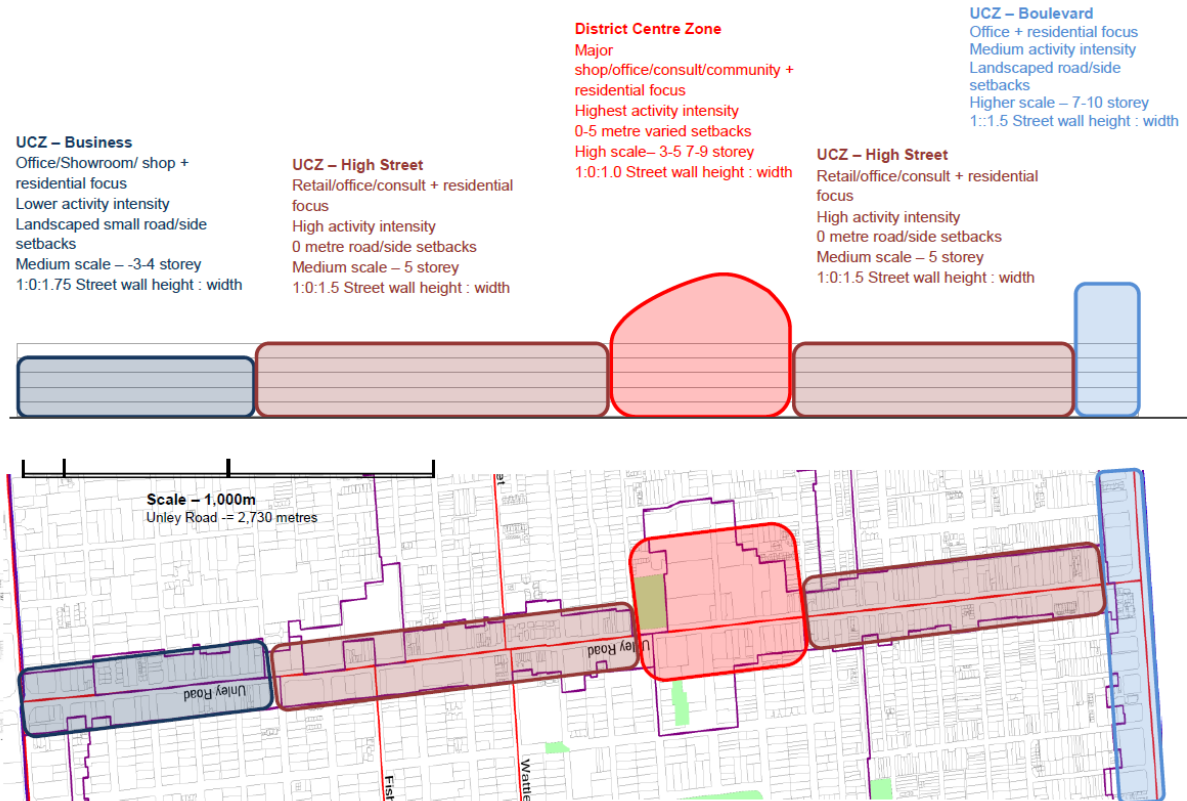 UCZ – Business
Office/Showroom/ shop +
residential focus
Lower activity intensity
Landscaped small road/side
setbacks
Medium scale – -3-4 storey
1:0:1.75 Street wall height : width
UCZ – High Street
Retail/office/consult + residential
focus
High activity intensity
0 metre road/side setbacks
Medium scale – 5 storey
1:0:1.5 Street wall height : width
District Centre Zone
Major
shop/office/consult/community +
residential focus
Highest activity intensity
0-5 metre varied setbacks
High scale– 3-5 7-9 storey
1:0:1.0 Street wall height : width
UCZ – High Street
Retail/office/consult + residential
focus
High activity intensity
0 metre road/side setbacks
Medium scale – 5 storey
1:0:1.5 Street wall height : width
UCZ – Boulevard
Office + residential focus
Medium activity intensity
Landscaped road/side
setbacks
Higher scale – 7-10 storey
1::1.5 Street wall height : width
Scale – 1,000m
Unley Road -= 2,730 metres
et
Unley Road
Unley Road
Fish
Wattle